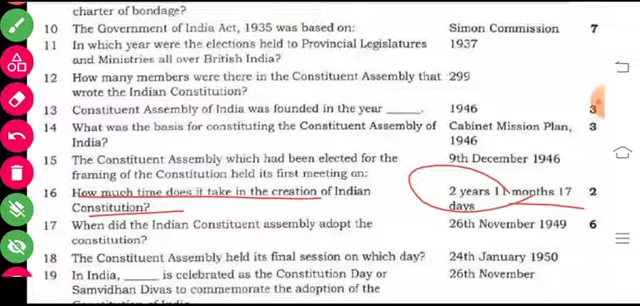 charter of bondage?
10 The Government of India Act, 1935 was based on: Simon Commission 7
11 In which year were the elections held to Provincial Legislatures 1937
and Ministries all over British India?
12 How many members were there in the Constituent Assembly that 299
wrote the Indian Constitution?
13 Constituent Assembly of India was founded in the year _____. 1946 3
14 What was the basis for constituting the Constituent Assembly of Cabinet Mission Plan, 3
India? 1946
15 The Constituent Assembly which had been elected for the 9th December 1946
framing of the Constitution held its first meeting on:
16 How much time does it take in the creation of Indian 2 years 11 months 17 2
Constitution? days
17 When did the Indian Constituent assembly adopt the 26th November 1949 6
constitution?
18 The Constituent Assembly held its final session on which day? 24th January 1950
19 In India, _____ is celebrated as the Constitution Day or 26th November
Samvidhan Divas to commemorate the adoption of the
Constitution of India